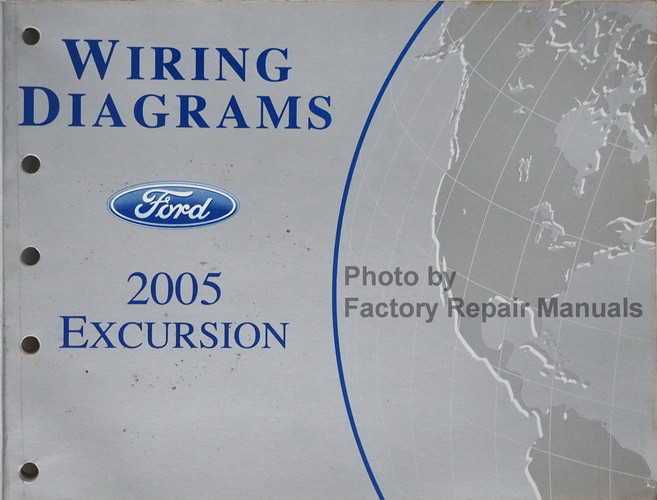 WIRING
DIAGRAMS
Ford
2005
EXCURSION
Photo by
Factory Repair Manuals